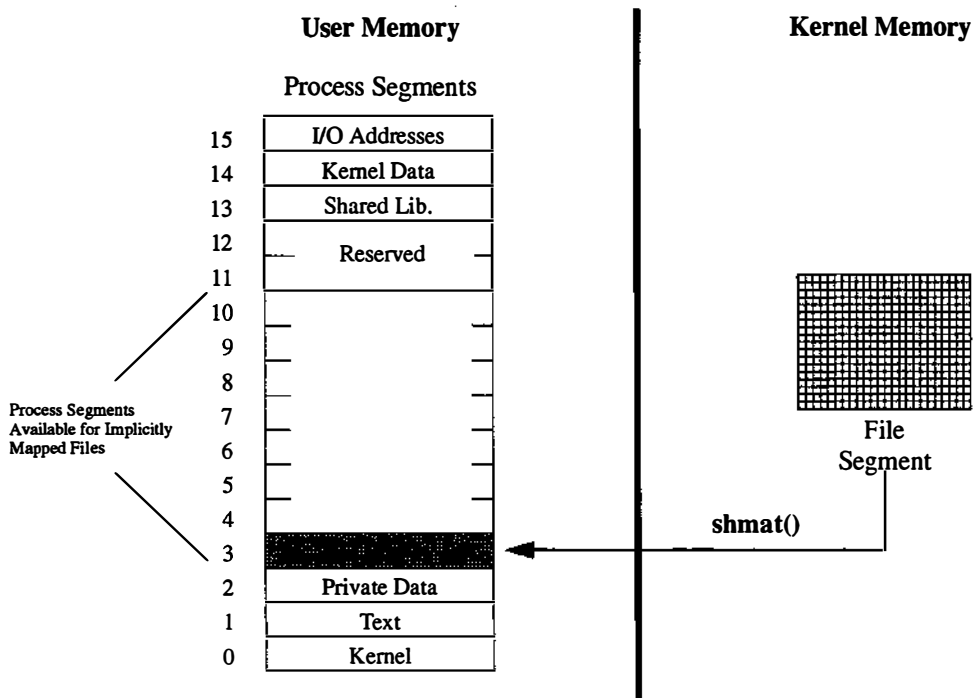 User Memory
Kernel Memory
Process Segments
15 I/O Addresses
14 Kernel Data
13 Shared Lib.
12 Reserved
11
10
9
8
7
6
5
4
3
2 Private Data
1 Text
0 Kernel
Process Segments
Available for Implicitly
Mapped Files
File
Segment
shmat()